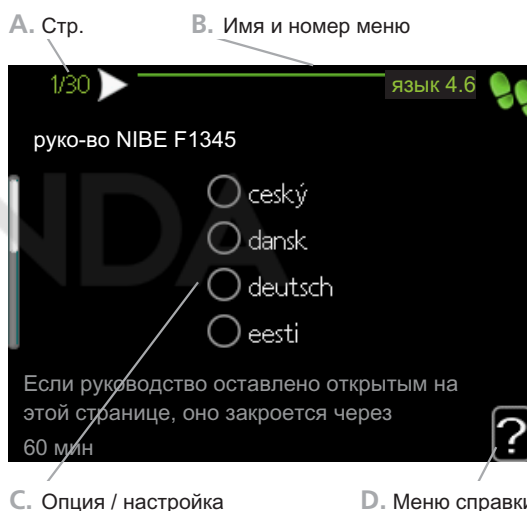 A. Стр.
B. Имя и номер меню
1/30
язык 4.6
руко-во NIBE F1345
ceský
dansk
deutsch
eesti
Если руководство оставлено открытым на
этой странице, оно закроется через
60 мин
?
C. Опция / настройка
D. Меню справки